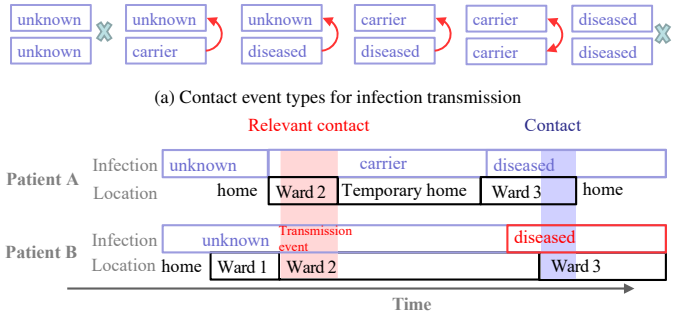 unknown unknown unknown carrier carrier diseased
unknown carrier diseased diseased carrier diseased
(a) Contact event types for infection transmission
Relevant contact Contact
Patient A
Infection unknown carrier diseased
Location home Ward 2 Temporary home Ward 3 home
Patient B
Infection unknown Transmission event diseased
Location home Ward 1 Ward 2 Ward 3
Time